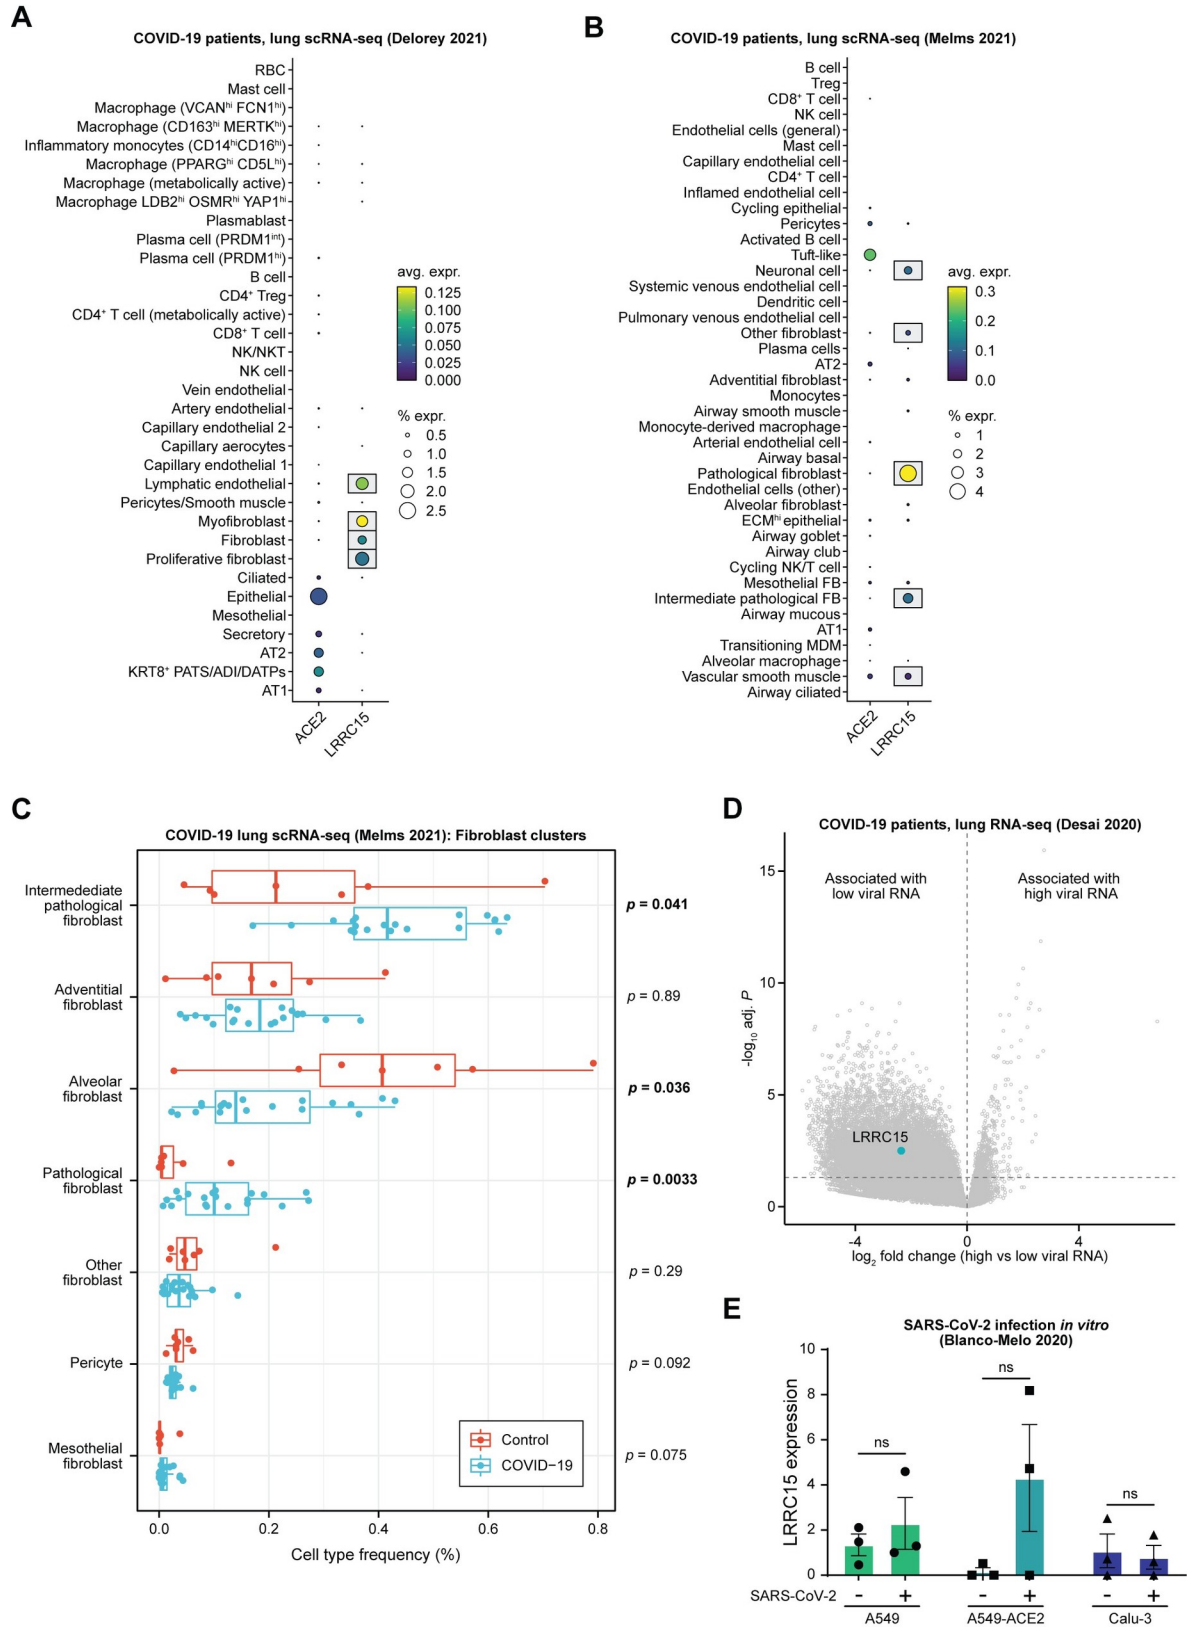 A
COVID-19 patients, lung scRNA-seq (Delorey 2021)
RBC
Mast cell
Macrophage (VCANʰⁱ FCN1ʰⁱ)
Macrophage (CD163ʰⁱ MERTKʰⁱ)
Inflammatory monocytes (CD14ʰⁱCD16ʰⁱ)
Macrophage (PPARGʰⁱ CD5Lʰⁱ)
Macrophage (metabolically active)
Macrophage LDB2ʰⁱ OSMRʰⁱ YAP1ʰⁱ
Plasmablast
Plasma cell (PRDM1ⁱⁿᵗ)
Plasma cell (PRDM1ʰⁱ)
B cell
CD4⁺ Treg
CD4⁺ T cell (metabolically active)
CD8⁺ T cell
NK/NKT
NK cell
Vein endothelial
Artery endothelial
Capillary endothelial 2
Capillary aerocytes
Capillary endothelial 1
Lymphatic endothelial
Pericytes/Smooth muscle
Myofibroblast
Fibroblast
Proliferative fibroblast
Ciliated
Epithelial
Mesothelial
Secretory
AT2
KRT8⁺ PATS/ADI/DATPs
AT1
ACE2
LRRC15
avg. expr.
0.125
0.100
0.075
0.050
0.025
0.000
% expr.
0.5
1.0
1.5
2.0
2.5
B
COVID-19 patients, lung scRNA-seq (Melms 2021)
B cell
Treg
CD8⁺ T cell
NK cell
Endothelial cells (general)
Mast cell
Capillary endothelial cell
CD4⁺ T cell
Inflamed endothelial cell
Cycling epithelial
Pericytes
Activated B cell
Tuft-like
Neuronal cell
Systemic venous endothelial cell
Dendritic cell
Pulmonary venous endothelial cell
Other fibroblast
Plasma cells
AT2
Adventitial fibroblast
Monocytes
Airway smooth muscle
Monocyte-derived macrophage
Arterial endothelial cell
Airway basal
Pathological fibroblast
Endothelial cells (other)
Alveolar fibroblast
ECMʰⁱ epithelial
Airway goblet
Airway club
Cycling NK/T cell
Mesothelial FB
Intermediate pathological FB
Airway mucous
AT1
Transitioning MDM
Alveolar macrophage
Vascular smooth muscle
Airway ciliated
ACE2
LRRC15
avg. expr.
0.3
0.2
0.1
0.0
% expr.
1
2
3
4
C
COVID-19 lung scRNA-seq (Melms 2021): Fibroblast clusters
Intermedediate
pathological
fibroblast
p = 0.041
Adventitial
fibroblast
p = 0.89
Alveolar
fibroblast
p = 0.036
Pathological
fibroblast
p = 0.0033
Other
fibroblast
p = 0.29
Pericyte
p = 0.092
Mesothelial
fibroblast
p = 0.075
Control
COVID−19
0.0 0.2 0.4 0.6 0.8
Cell type frequency (%)
D
COVID-19 patients, lung RNA-seq (Desai 2020)
Associated with
low viral RNA
Associated with
high viral RNA
LRRC15
-log₁₀ adj. P
15
10
5
0
-4 0 4
log₂ fold change (high vs low viral RNA)
E
SARS-CoV-2 infection in vitro
(Blanco-Melo 2020)
LRRC15 expression
10
8
6
4
2
0
ns
ns
ns
SARS-CoV-2 - + - + - +
A549 A549-ACE2 Calu-3